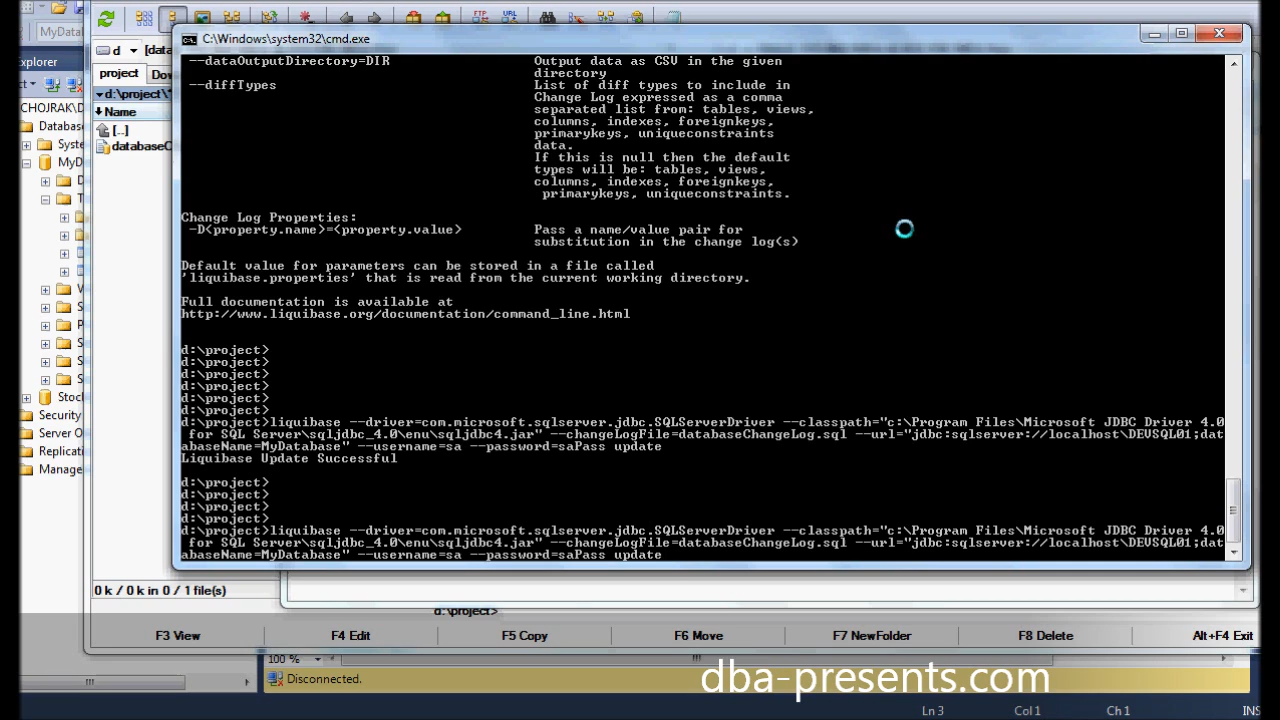 MyData
C:\Windows\system32\cmd.exe
d
[data
xplorer
project
Dow
d:\project\*
CHOJRAK\D
Name
Databas
[..]
Syste
databaseC
MyD
D
T
V
S
P
S
S
S
Stoc
Security
Server O
Replicati
Manage
--dataOutputDirectory=DIR Output data as CSV in the given
directory
--diffTypes List of diff types to include in
Change Log expressed as a comma
separated list from: tables, views,
columns, indexes, foreignkeys,
primarykeys, uniqueconstraints
data.
If this is null then the default
types will be: tables, views,
columns, indexes, foreignkeys,
primarykeys, uniqueconstraints.
Change Log Properties:
-D<property.name>=<property.value> Pass a name/value pair for
substitution in the change log(s)
Default value for parameters can be stored in a file called
'liquibase.properties' that is read from the current working directory.
Full documentation is available at
http://www.liquibase.org/documentation/command_line.html
d:\project>
d:\project>
d:\project>
d:\project>
d:\project>
d:\project>
d:\project>liquibase --driver=com.microsoft.sqlserver.jdbc.SQLServerDriver --classpath="c:\Program Files\Microsoft JDBC Driver 4.0
for SQL Server\sqljdbc_4.0\enu\sqljdbc4.jar" --changeLogFile=databaseChangeLog.sql --url="jdbc:sqlserver://localhost\DEVSQL01;dat
abaseName=MyDatabase" --username=sa --password=saPass update
Liquibase Update Successful
d:\project>
d:\project>
d:\project>
d:\project>
d:\project>liquibase --driver=com.microsoft.sqlserver.jdbc.SQLServerDriver --classpath="c:\Program Files\Microsoft JDBC Driver 4.0
for SQL Server\sqljdbc_4.0\enu\sqljdbc4.jar" --changeLogFile=databaseChangeLog.sql --url="jdbc:sqlserver://localhost\DEVSQL01;dat
abaseName=MyDatabase" --username=sa --password=saPass update
0 k / 0 k in 0 / 1 file(s)
d:\project>
F3 View F4 Edit F5 Copy F6 Move F7 NewFolder F8 Delete Alt+F4 Exit
100 %
Disconnected.
dba-presents.com
Ln 3 Col 1 Ch 1 INS